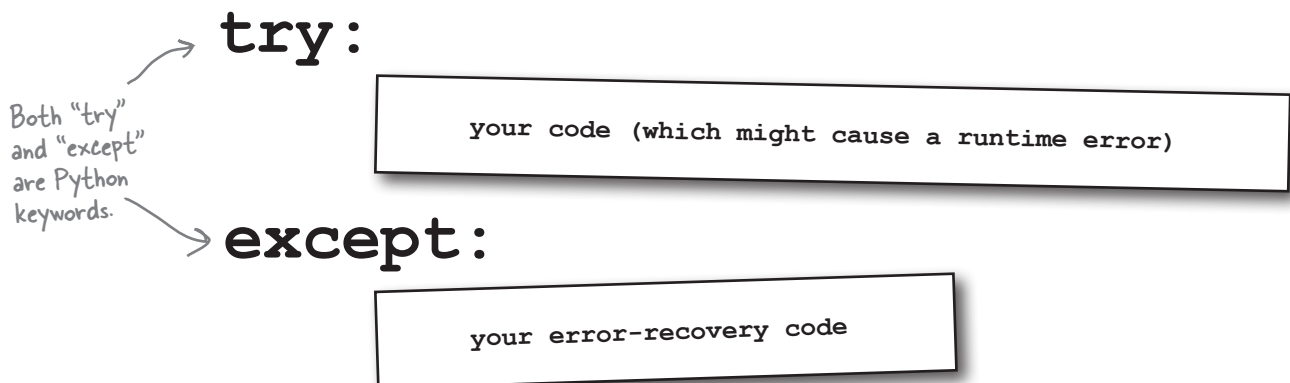 try:
Both “try”
and “except”
are Python
keywords.
your code (which might cause a runtime error)
except:
your error-recovery code